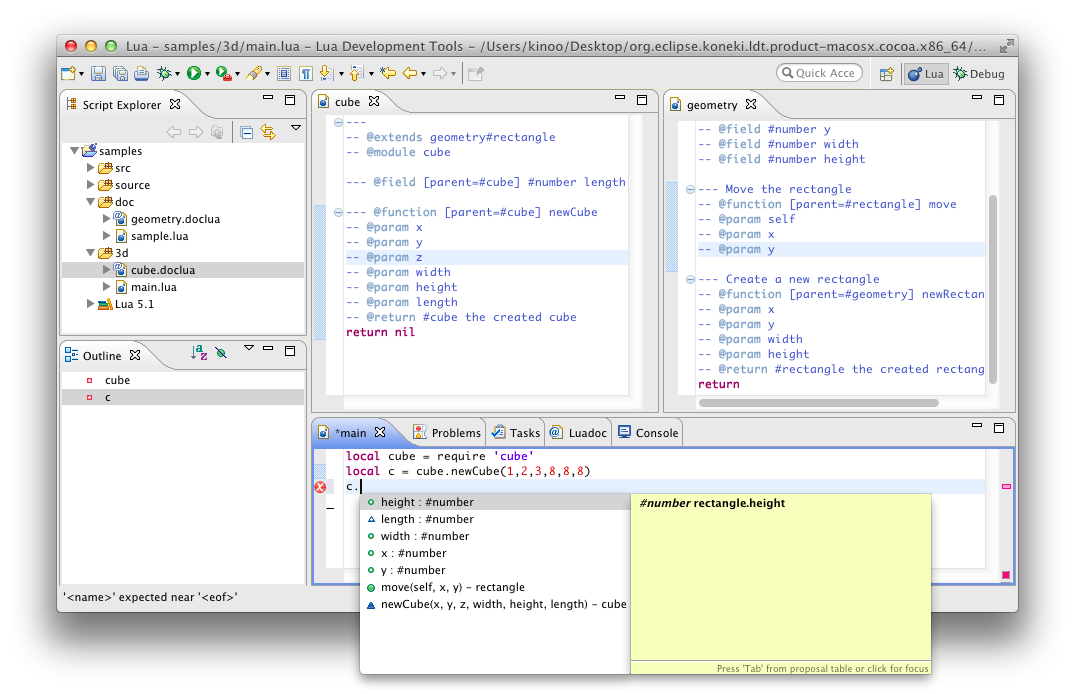 Lua – samples/3d/main.lua – Lua Development Tools – /Users/kinoo/Desktop/org.eclipse.koneki.ldt.product-macosx.cocoa.x86_64/...
Quick Acce
Lua
Debug
Script Explorer
samples
src
source
doc
geometry.doclua
sample.lua
3d
cube.doclua
main.lua
Lua 5.1
Outline
cube
c
cube
---
-- @extends geometry#rectangle
-- @module cube
--- @field [parent=#cube] #number length
--- @function [parent=#cube] newCube
-- @param x
-- @param y
-- @param z
-- @param width
-- @param height
-- @param length
-- @return #cube the created cube
return nil
geometry
-- @field #number y
-- @field #number width
-- @field #number height
--- Move the rectangle
-- @function [parent=#rectangle] move
-- @param self
-- @param x
-- @param y
--- Create a new rectangle
-- @function [parent=#geometry] newRectan
-- @param x
-- @param y
-- @param width
-- @param height
-- @return #rectangle the created rectang
return
*main
Problems
Tasks
Luadoc
Console
local cube = require 'cube'
local c = cube.newCube(1,2,3,8,8,8)
c.
height : #number
length : #number
width : #number
x : #number
y : #number
move(self, x, y) – rectangle
newCube(x, y, z, width, height, length) – cube
#number rectangle.height
Press 'Tab' from proposal table or click for focus
'<name>' expected near '<eof>'